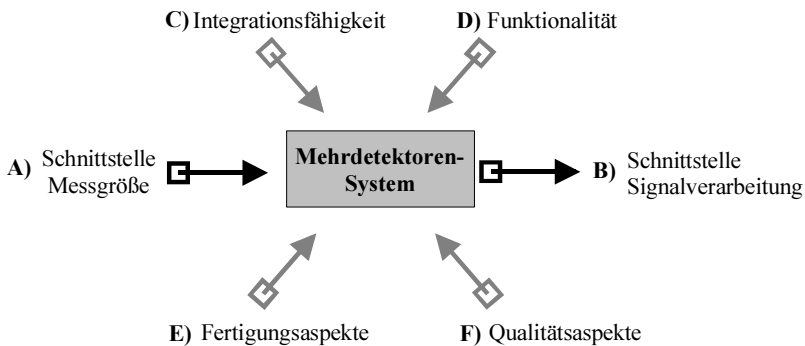 C) Integrationsfähigkeit
D) Funktionalität
A) Schnittstelle
Messgröße
Mehrdetektoren-
System
B) Schnittstelle
Signalverarbeitung
E) Fertigungsaspekte
F) Qualitätsaspekte